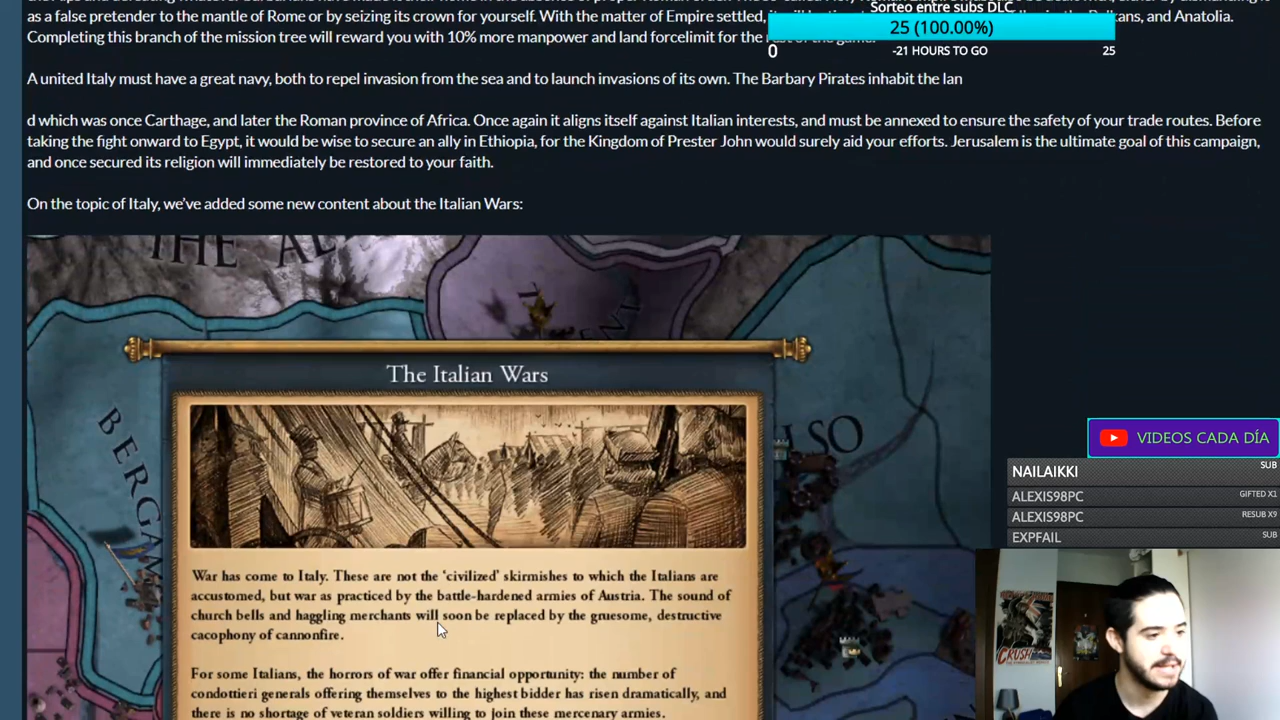 as a false pretender to the mantle of Rome or by seizing its crown for yourself. With the matter of Empire settled,
Balkans, and Anatolia.
Completing this branch of the mission tree will reward you with 10% more manpower and land forcelimit for the
Sorteo entre subs DLC
25 (100.00%)
0
-21 HOURS TO GO
25
A united Italy must have a great navy, both to repel invasion from the sea and to launch invasions of its own. The Barbary Pirates inhabit the lan
d which was once Carthage, and later the Roman province of Africa. Once again it aligns itself against Italian interests, and must be annexed to ensure the safety of your trade routes. Before
taking the fight onward to Egypt, it would be wise to secure an ally in Ethiopia, for the Kingdom of Prester John would surely aid your efforts. Jerusalem is the ultimate goal of this campaign,
and once secured its religion will immediately be restored to your faith.
On the topic of Italy, we've added some new content about the Italian Wars:
THE AL
BERGA
The Italian Wars
War has come to Italy. These are not the 'civilized' skirmishes to which the Italians are
accustomed, but war as practiced by the battle-hardened armies of Austria. The sound of
church bells and haggling merchants will soon be replaced by the gruesome, destructive
cacophony of cannonfire.
For some Italians, the horrors of war offer financial opportunity: the number of
condottieri generals offering themselves to the highest bidder has risen dramatically, and
there is no shortage of veteran soldiers willing to join these mercenary armies.
LSO
VIDEOS CADA DÍA
NAILAIKKI SUB
ALEXIS98PC GIFTED X1
ALEXIS98PC RESUB X9
EXPFAIL SUB
CRUSH